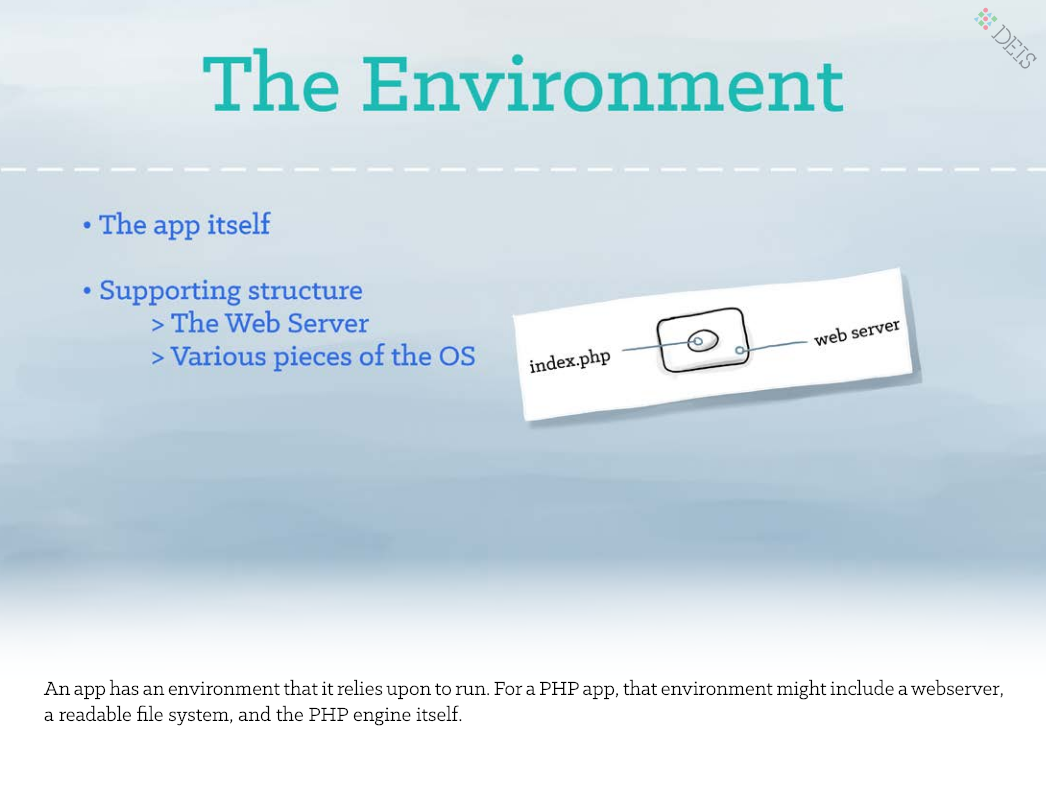 DEIS
The Environment
• The app itself
• Supporting structure
> The Web Server
> Various pieces of the OS
index.php
web server
An app has an environment that it relies upon to run. For a PHP app, that environment might include a webserver,
a readable file system, and the PHP engine itself.